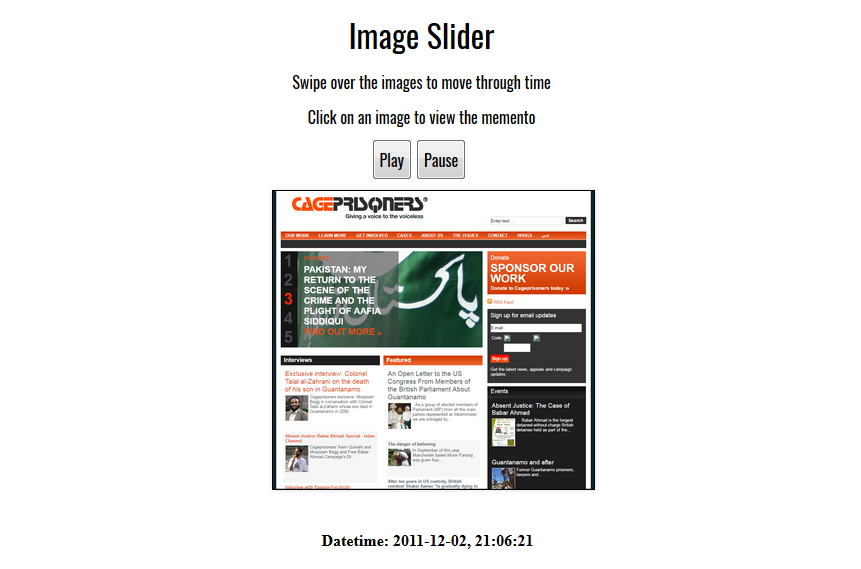 Image Slider
Swipe over the images to move through time
Click on an image to view the memento
Play Pause
CAGEPRISONERS®
Giving a voice to the voiceless
Enter text ... Search
OUR WORK LEARN MORE GET INVOLVED CASES ABOUT US THE ISSUES CONTACT عربي
1
2
3
4
5
PAKISTAN: MY
RETURN TO THE
SCENE OF THE
CRIME AND THE
PLIGHT OF AAFIA
SIDDIQUI
FIND OUT MORE
Donate
SPONSOR OUR
WORK
Donate to Cageprisoners today »
RSS Feed
Sign up for email updates
E-mail
Code:
Sign up
Get the latest news, appeals and campaign
updates.
Interviews
Exclusive interview: Colonel
Talal al-Zahrani on the death
of his son in Guantanamo
Cageprisoners exclusive: Moazzam
Begg in conversation with Colonel
Talal al-Zaharni whose son died in
Guantanamo in 2006
Accused Justice: Babar Ahmad Special - Islam
Channel
Cageprisoners' Asim Qureshi and
Moazzam Begg and Free Babar
Ahmad Campaign's Dr...
Featured
An Open Letter to the US
Congress From Members of
the British Parliament About
Guantanamo
As a group of elected members of
Parliament (MP) from all the main
parties represented at Westminster,
we are outraged by...
The danger of believing
In September of this year
Manchester based Munir Farooqi,
was given four...
After ten years in US custody, British
resident Shaker Aamer "is gradually dying in
Events
Absent Justice: The Case of
Babar Ahmad
Babar Ahmad is the longest
detained-without-charge British
detainee held as part of the...
Guantanamo and after
Former Guantanamo prisoners,
lawyers and...
Datetime: 2011-12-02, 21:06:21